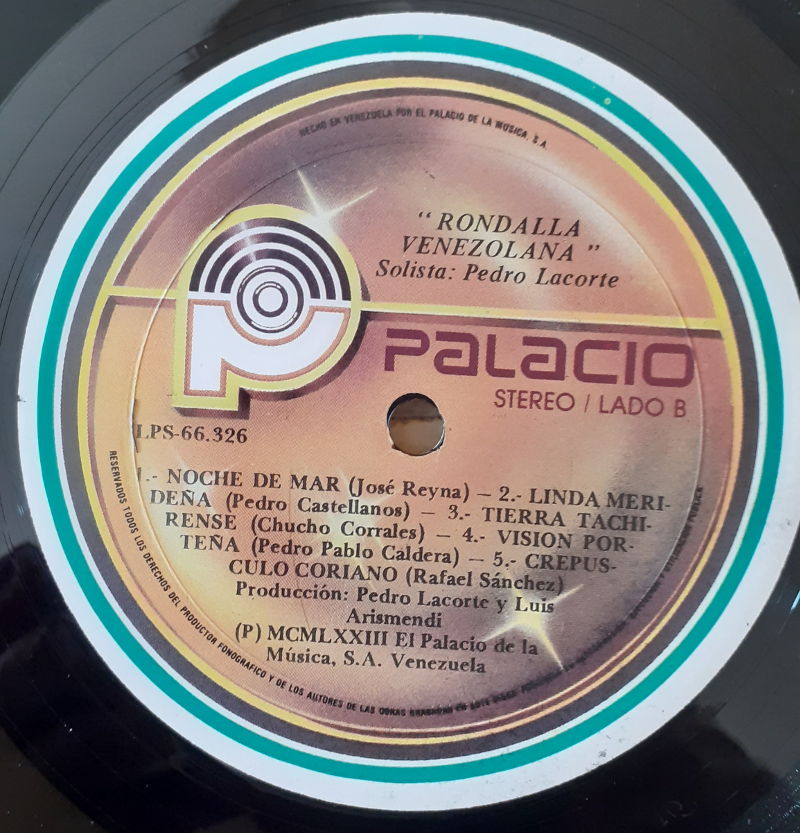 HECHO EN VENEZUELA POR EL PALACIO DE LA MUSICA, S.A.
“RONDALLA
VENEZOLANA”
Solista: Pedro Lacorte
PALACIO
STEREO / LADO B
LPS-66.326
1.- NOCHE DE MAR (José Reyna) – 2.- LINDA MERI-
DEÑA (Pedro Castellanos) – 3.- TIERRA TACHI-
RENSE (Chucho Corrales) – 4.- VISION POR-
TEÑA (Pedro Pablo Caldera) – 5.- CREPUS-
CULO CORIANO (Rafael Sánchez)
Producción: Pedro Lacorte y Luis
Arismendi
(P) MCMLXXIII El Palacio de la
Música, S.A. Venezuela
RESERVADOS TODOS LOS DERECHOS DEL PRODUCTOR FONOGRAFICO Y DE LOS AUTORES DE LAS OBRAS GRABADAS EN ESTE DISCO